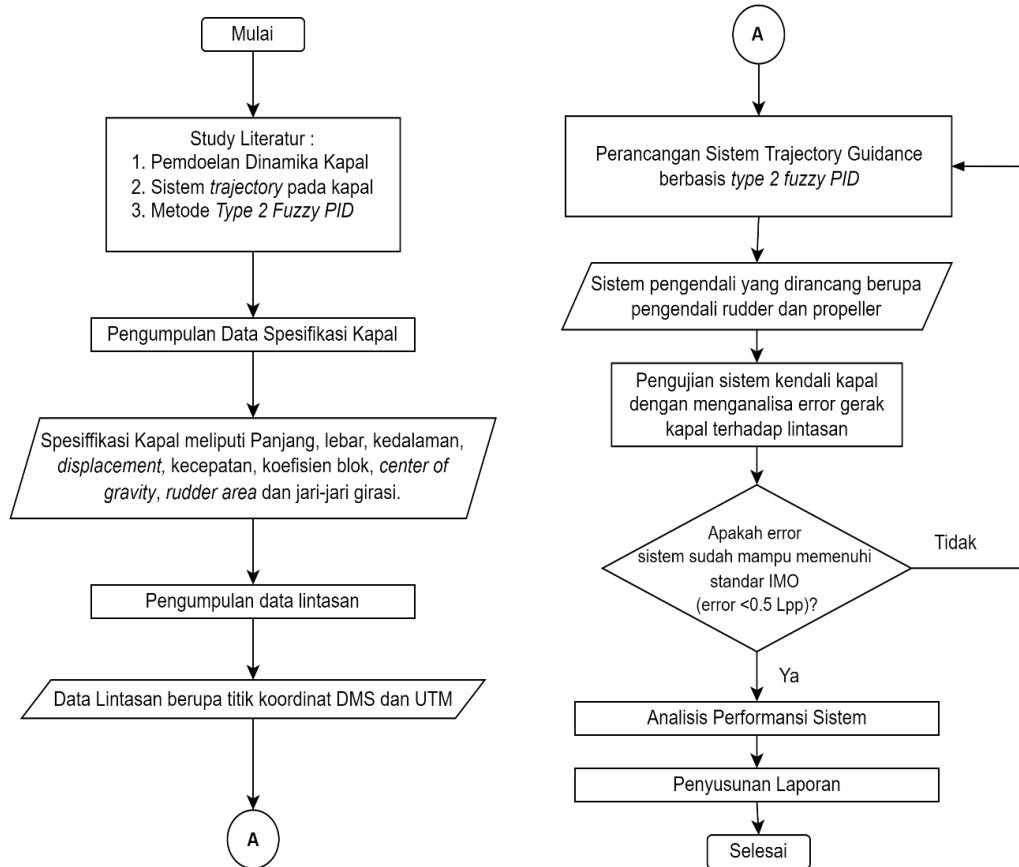 Mulai
Study Literatur :
1. Pemdoelan Dinamika Kapal
2. Sistem trajectory pada kapal
3. Metode Type 2 Fuzzy PID
Pengumpulan Data Spesifikasi Kapal
Spesiffikasi Kapal meliputi Panjang, lebar, kedalaman,
displacement, kecepatan, koefisien blok, center of
gravity, rudder area dan jari-jari girasi.
Pengumpulan data lintasan
Data Lintasan berupa titik koordinat DMS dan UTM
A
A
Perancangan Sistem Trajectory Guidance
berbasis type 2 fuzzy PID
Sistem pengendali yang dirancang berupa
pengendali rudder dan propeller
Pengujian sistem kendali kapal
dengan menganalisa error gerak
kapal terhadap lintasan
Apakah error
sistem sudah mampu memenuhi
standar IMO
(error <0.5 Lpp)?
Tidak
Ya
Analisis Performansi Sistem
Penyusunan Laporan
Selesai